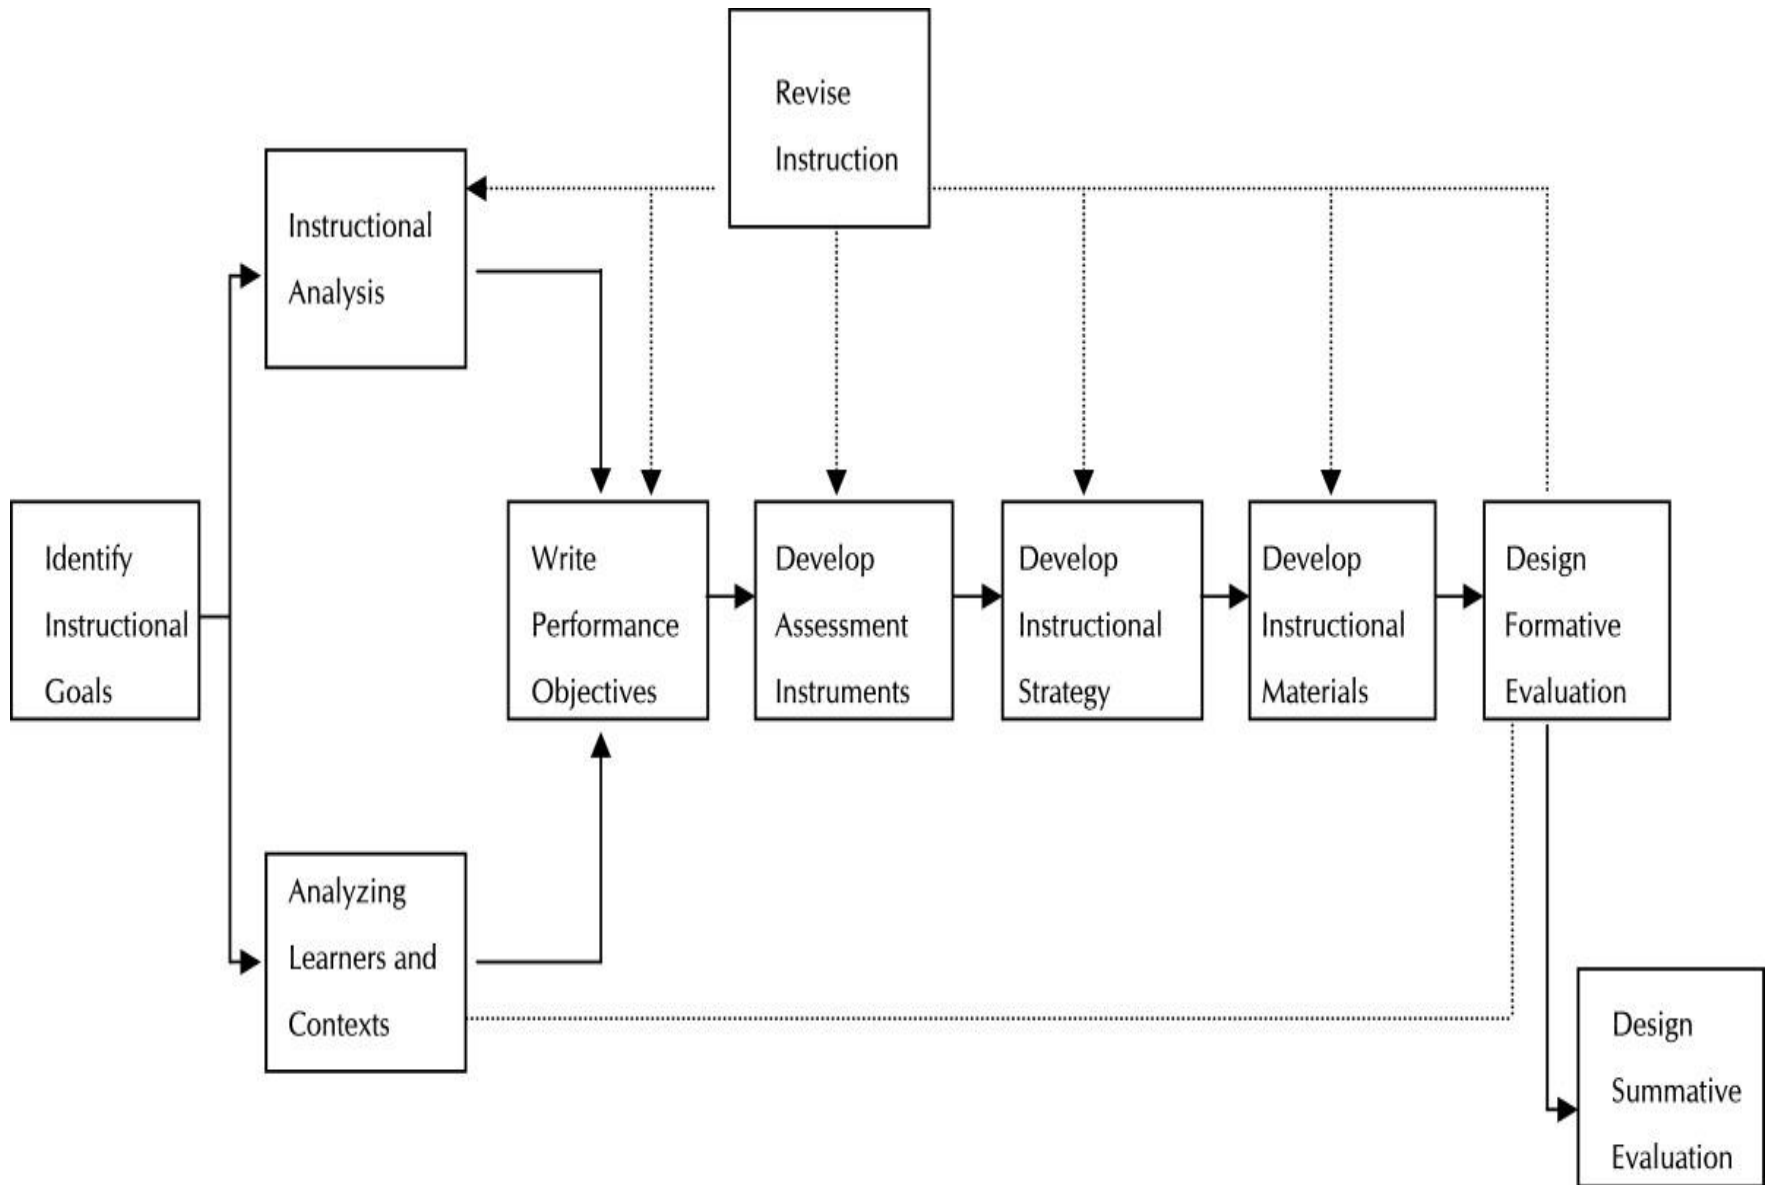 Revise
Instruction
Instructional
Analysis
Identify
Instructional
Goals
Write
Performance
Objectives
Develop
Assessment
Instruments
Develop
Instructional
Strategy
Develop
Instructional
Materials
Design
Formative
Evaluation
Analyzing
Learners and
Contexts
Design
Summative
Evaluation